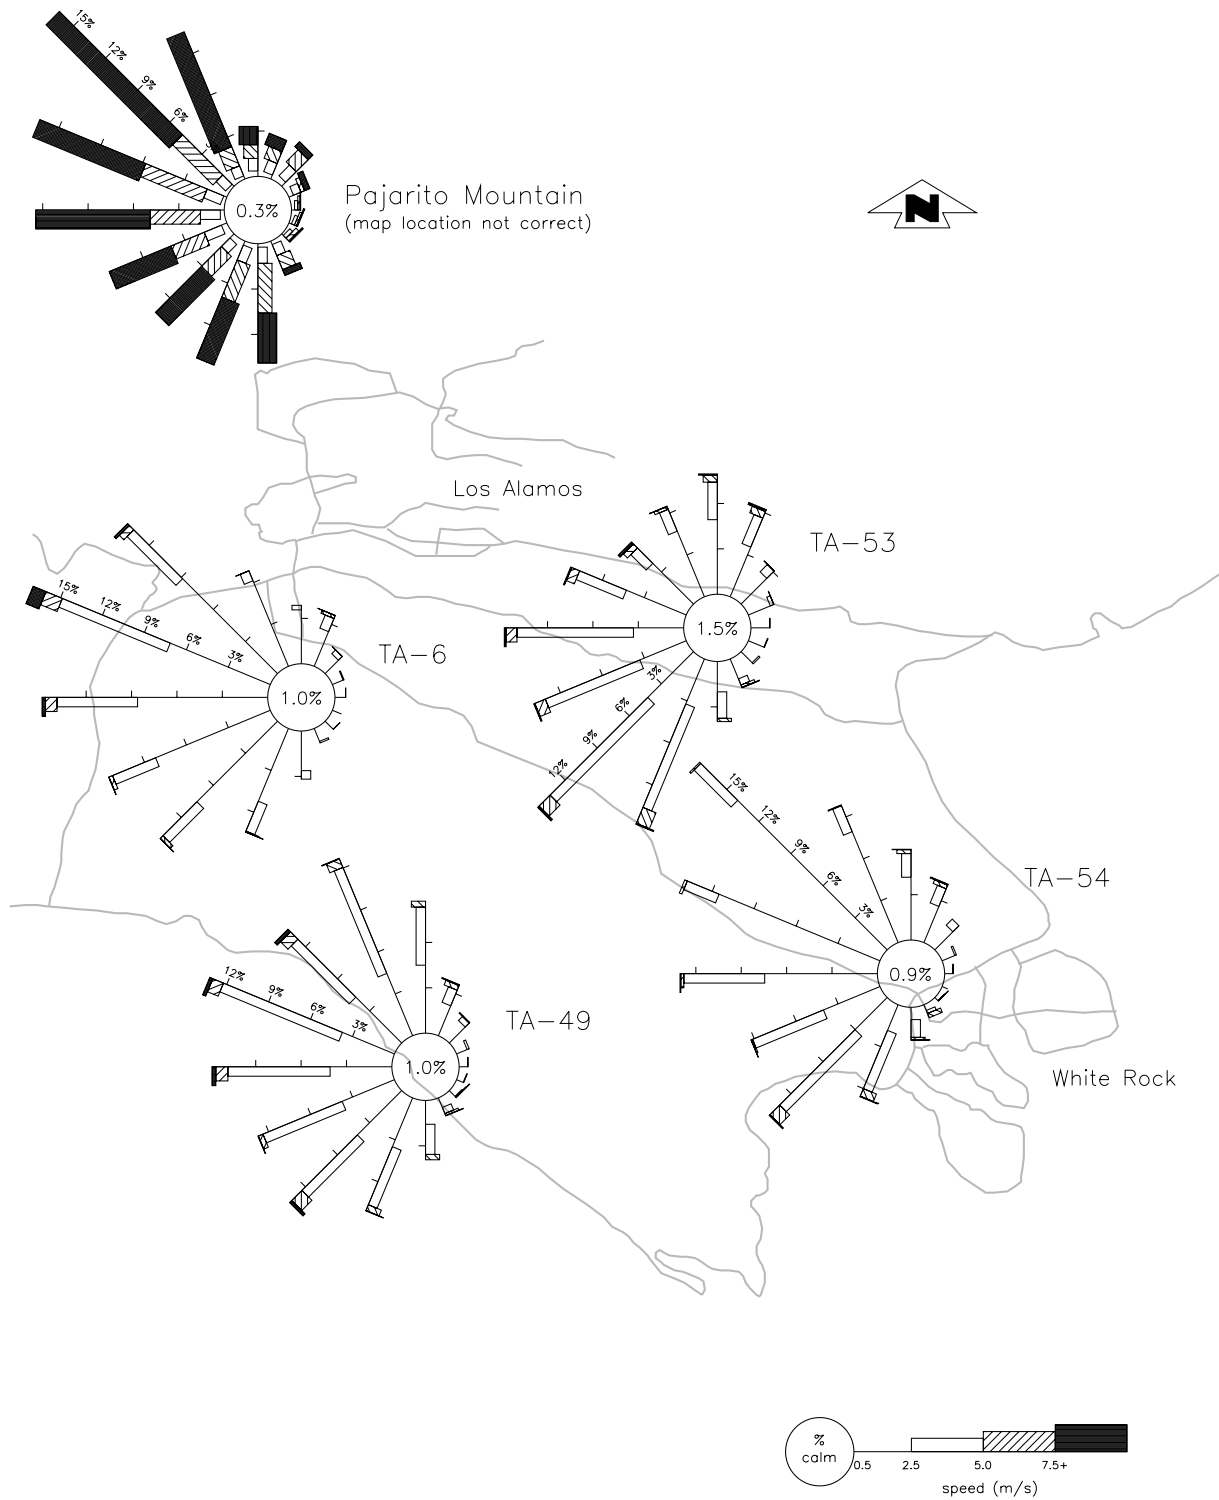 15%
12%
9%
6%
0.3%
Pajarito Mountain
(map location not correct)
N
Los Alamos
TA-53
15%
12%
9%
6%
3%
TA-6
1.0%
1.5%
3%
6%
9%
12%
15%
12%
9%
6%
3%
TA-54
0.9%
12%
9%
6%
3%
TA-49
1.0%
White Rock
%
calm
0.5 2.5 5.0 7.5+
speed (m/s)